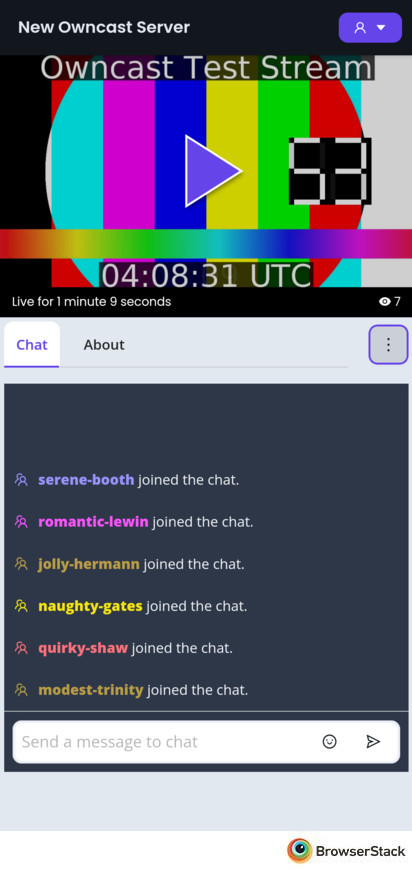 New Owncast Server
Owncast Test Stream
04:08:31 UTC
Live for 1 minute 9 seconds
7
Chat
About
serene-booth joined the chat.
romantic-lewin joined the chat.
jolly-hermann joined the chat.
naughty-gates joined the chat.
quirky-shaw joined the chat.
modest-trinity joined the chat.
Send a message to chat
BrowserStack